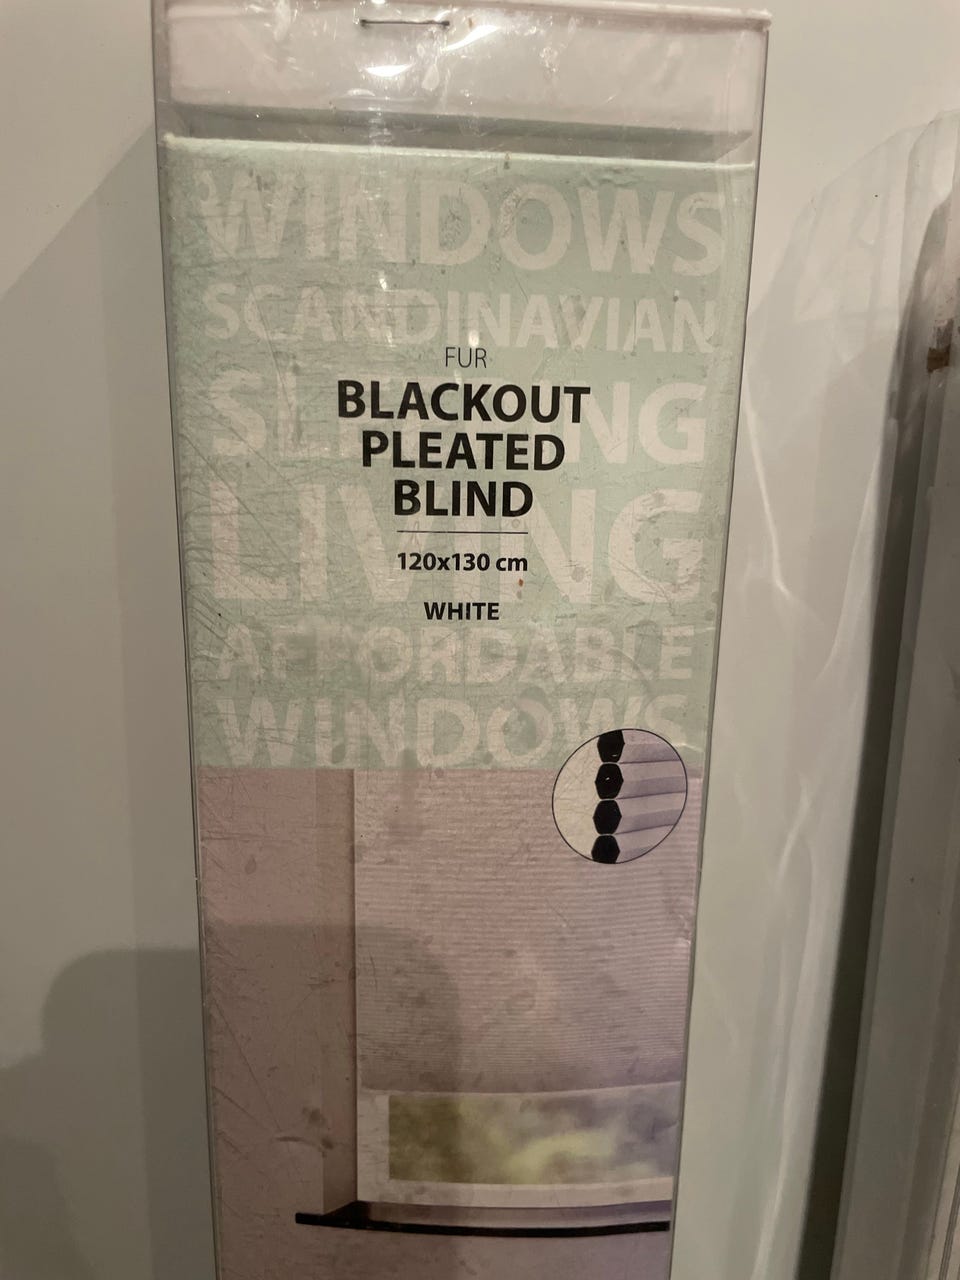 WINDOWS
SCANDINAVIAN
FUR
BLACKOUT
PLEATED
BLIND
LIVING
120x130 cm
WHITE
AFFORDABLE
WINDOWS